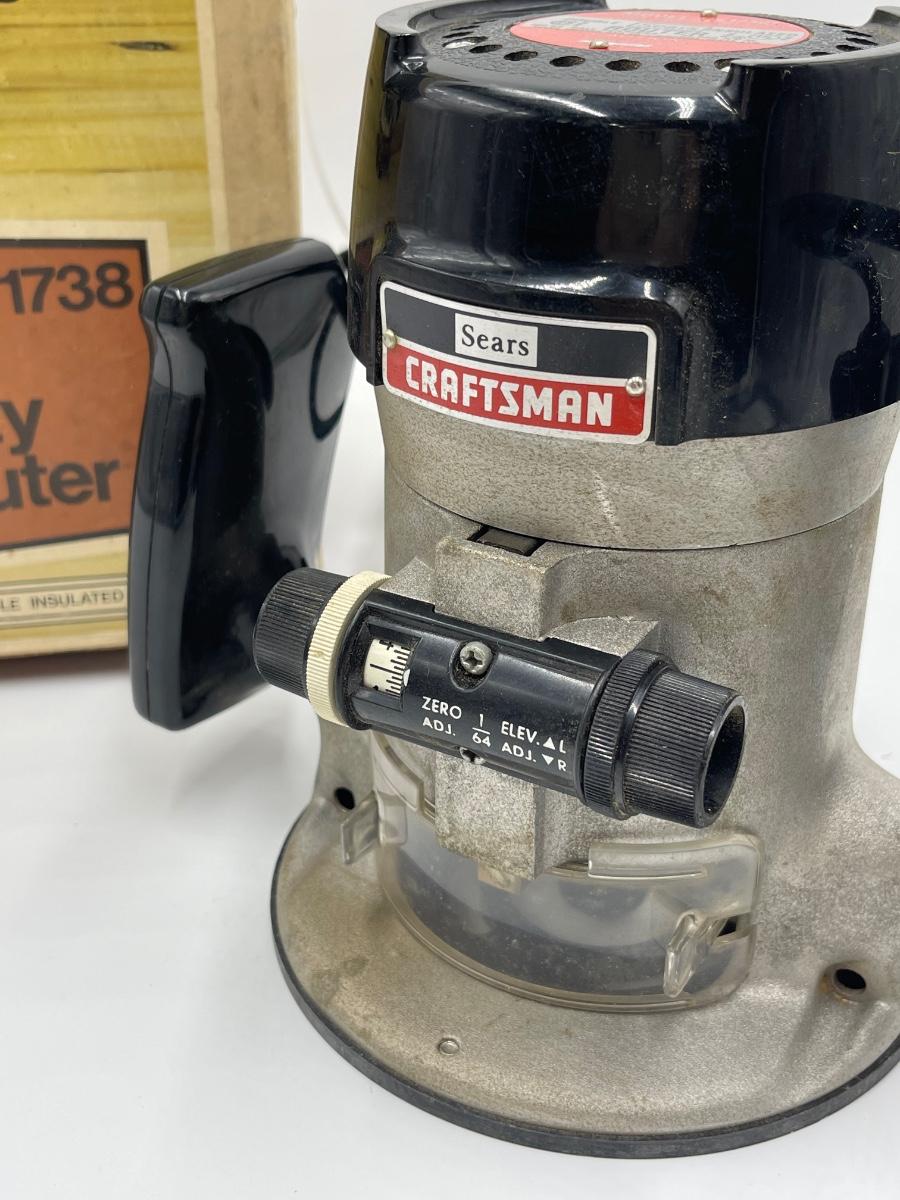 1738
y
uter
LE INSULATED
Sears
CRAFTSMAN
ZERO 1 ELEV. ▲ L
ADJ. 64 ADJ. ▼ R